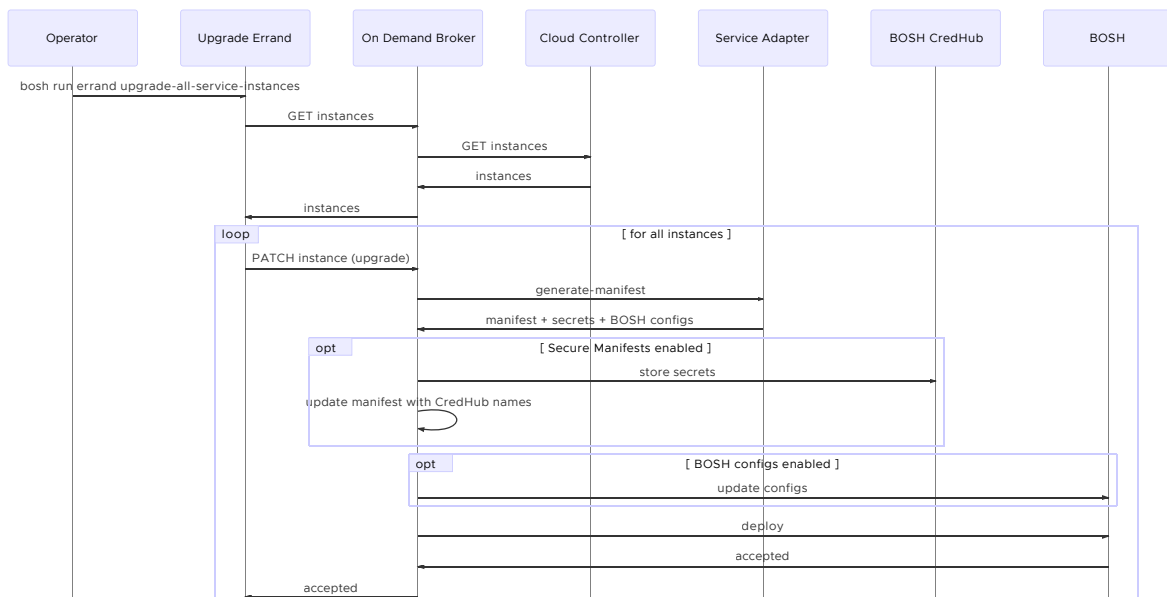 Operator
Upgrade Errand
On Demand Broker
Cloud Controller
Service Adapter
BOSH CredHub
BOSH
bosh run errand upgrade-all-service-instances
GET instances
GET instances
instances
instances
loop
[ for all instances ]
PATCH instance (upgrade)
generate-manifest
manifest + secrets + BOSH configs
opt
[ Secure Manifests enabled ]
store secrets
update manifest with CredHub names
opt
[ BOSH configs enabled ]
update configs
deploy
accepted
accepted